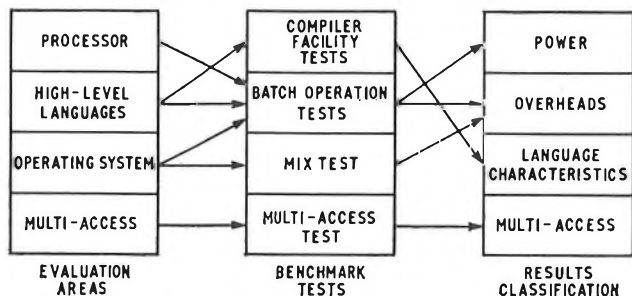 PROCESSOR
HIGH-LEVEL
LANGUAGES
OPERATING SYSTEM
MULTI-ACCESS
EVALUATION
AREAS
COMPILER
FACILITY
TESTS
BATCH OPERATION
TESTS
MIX TEST
MULTI-ACCESS
TEST
BENCHMARK
TESTS
POWER
OVERHEADS
LANGUAGE
CHARACTERISTICS
MULTI-ACCESS
RESULTS
CLASSIFICATION